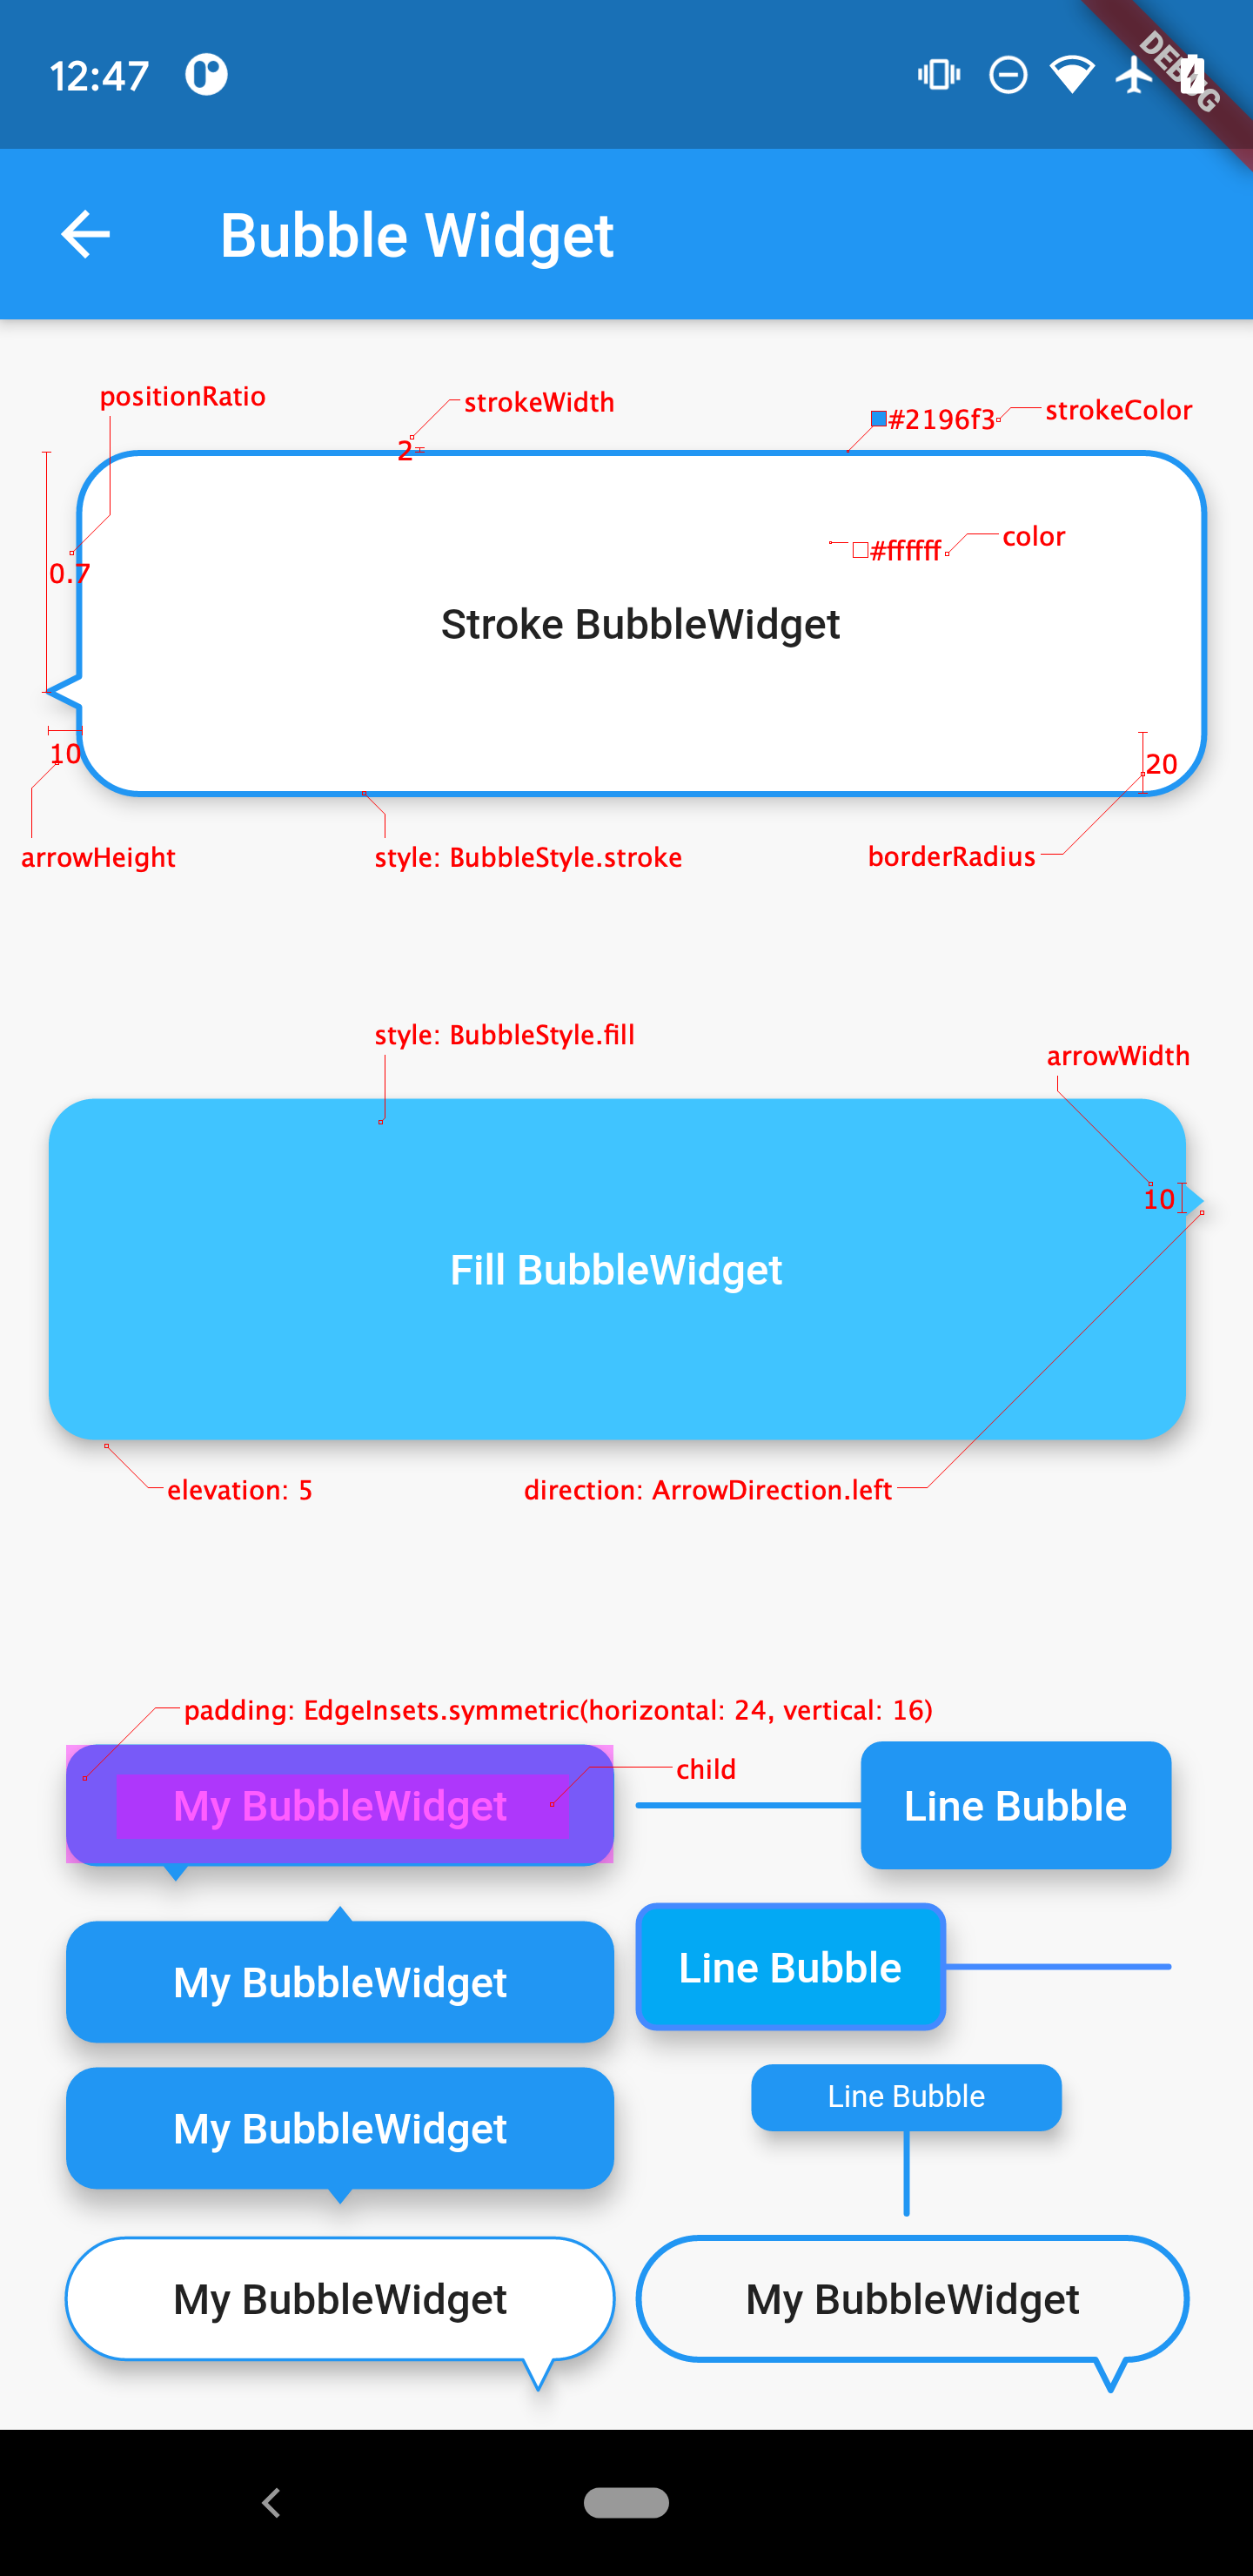 12:47
DEBUG
Bubble Widget
positionRatio
strokeWidth
#2196f3
strokeColor
2
#ffffff
color
0.7
Stroke BubbleWidget
10
20
arrowHeight
style: BubbleStyle.stroke
borderRadius
style: BubbleStyle.fill
arrowWidth
10
Fill BubbleWidget
elevation: 5
direction: ArrowDirection.left
padding: EdgeInsets.symmetric(horizontal: 24, vertical: 16)
child
My BubbleWidget
Line Bubble
My BubbleWidget
Line Bubble
My BubbleWidget
Line Bubble
My BubbleWidget
My BubbleWidget